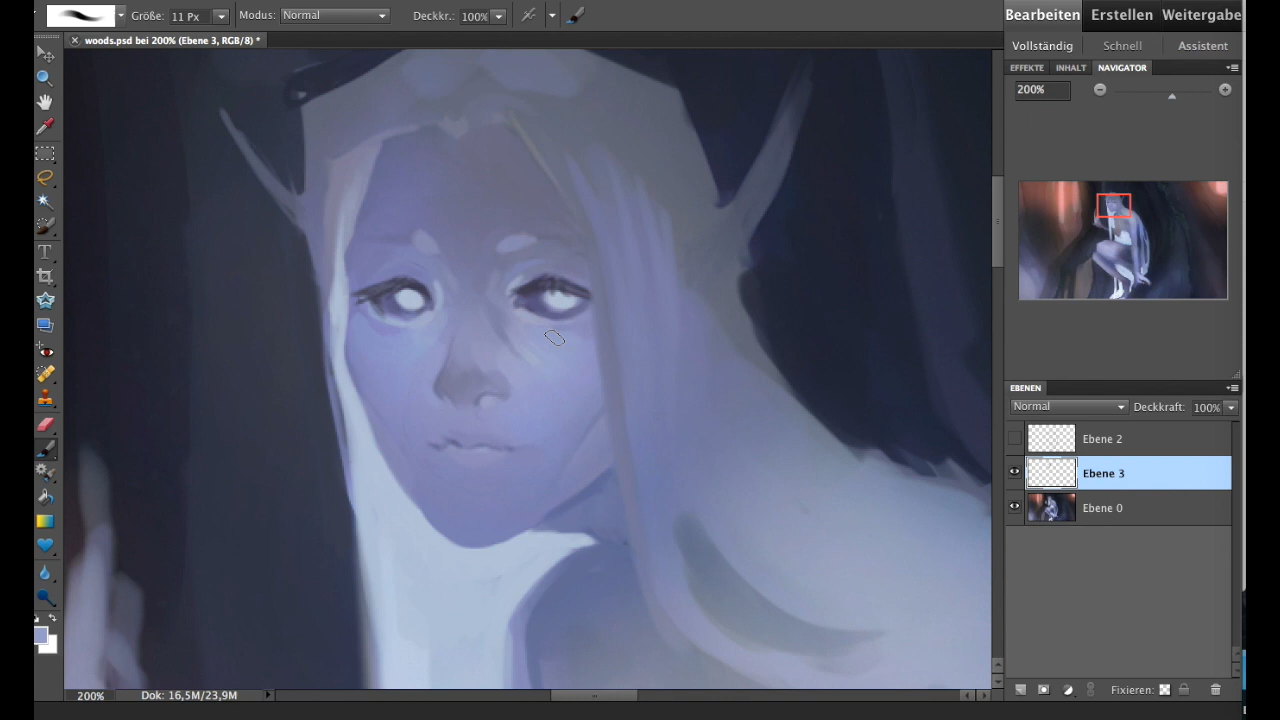 Größe: 11 Px Modus: Normal Deckkr.: 100% Bearbeiten Erstellen Weitergabe
woods.psd bei 200% (Ebene 3, RGB/8) * Vollständig Schnell Assistent
EFFEKTE INHALT NAVIGATOR
200%
EBENEN
Normal Deckkraft: 100%
Ebene 2
Ebene 3
Ebene 0
200% Dok: 16,5M/23,9M Fixieren: